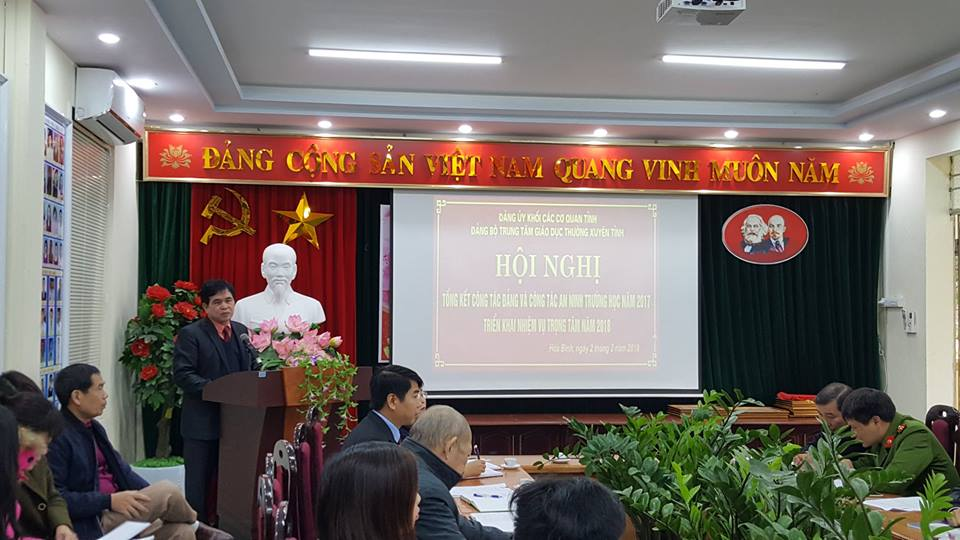 ĐẢNG CỘNG SẢN VIỆT NAM QUANG VINH MUÔN NĂM
ĐẢNG ỦY KHỐI CÁC CƠ QUAN TỈNH
ĐẢNG BỘ TRUNG TÂM GIÁO DỤC THƯỜNG XUYÊN TỈNH
HỘI NGHỊ
TỔNG KẾT CÔNG TÁC ĐẢNG VÀ CÔNG TÁC AN NINH TRƯỜNG HỌC NĂM 2017
TRIỂN KHAI NHIỆM VỤ TRỌNG TÂM NĂM 2018
Hòa Bình, ngày 2 tháng 2 năm 2018